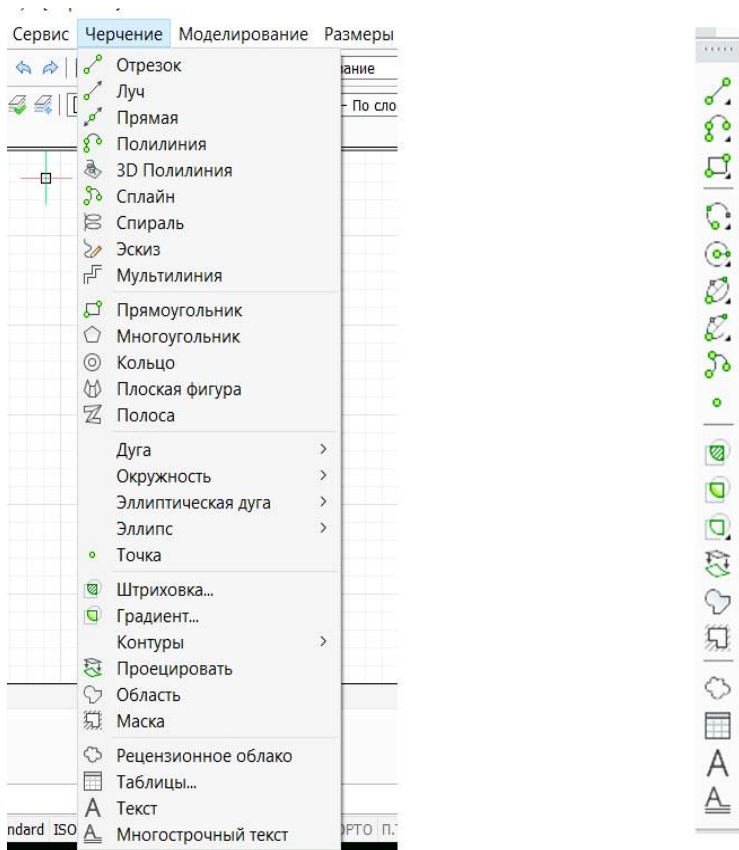 Сервис Черчение Моделирование Размеры
Отрезок
Луч
Прямая
Полилиния
3D Полилиния
Сплайн
Спираль
Эскиз
Мультилиния
Прямоугольник
Многоугольник
Кольцо
Плоская фигура
Полоса
Дуга
Окружность
Эллиптическая дуга
Эллипс
Точка
Штриховка...
Градиент...
Контуры
Проецировать
Область
Маска
Рецензионное облако
Таблицы...
A Текст
A Многострочный текст
вание
- По сло
ndard ISO
ОРТО П.
A
A